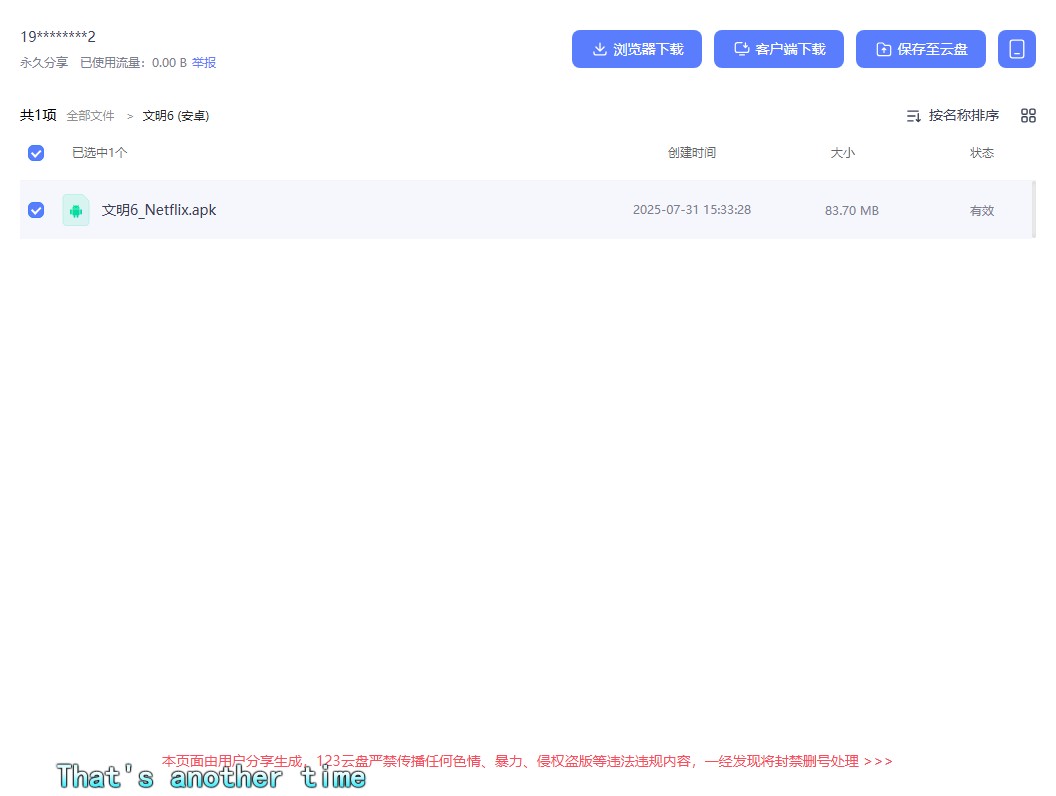 19********2
永久分享 已使用流量：0.00 B 举报
浏览器下载
客户端下载
保存至云盘
共1项 全部文件 > 文明6 (安卓)
按名称排序
已选中1个 创建时间 大小 状态
文明6_Netflix.apk 2025-07-31 15:33:28 83.70 MB 有效
本页面由用户分享生成，123云盘严禁传播任何色情、暴力、侵权盗版等违法违规内容，一经发现将封禁删号处理 >>>
That's another time